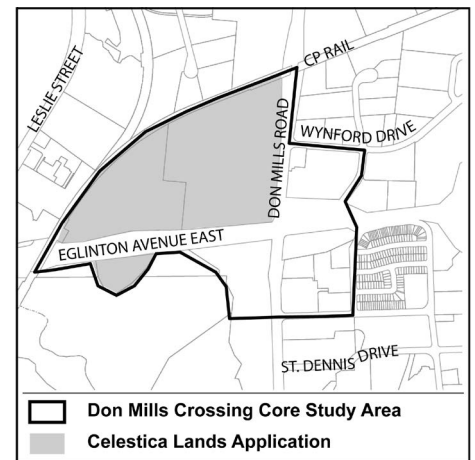 CP RAIL
LESLIE STREET
DON MILLS ROAD
WYNFORD DRIVE
EGLINTON AVENUE EAST
ST. DENNIS DRIVE
Don Mills Crossing Core Study Area
Celestica Lands Application